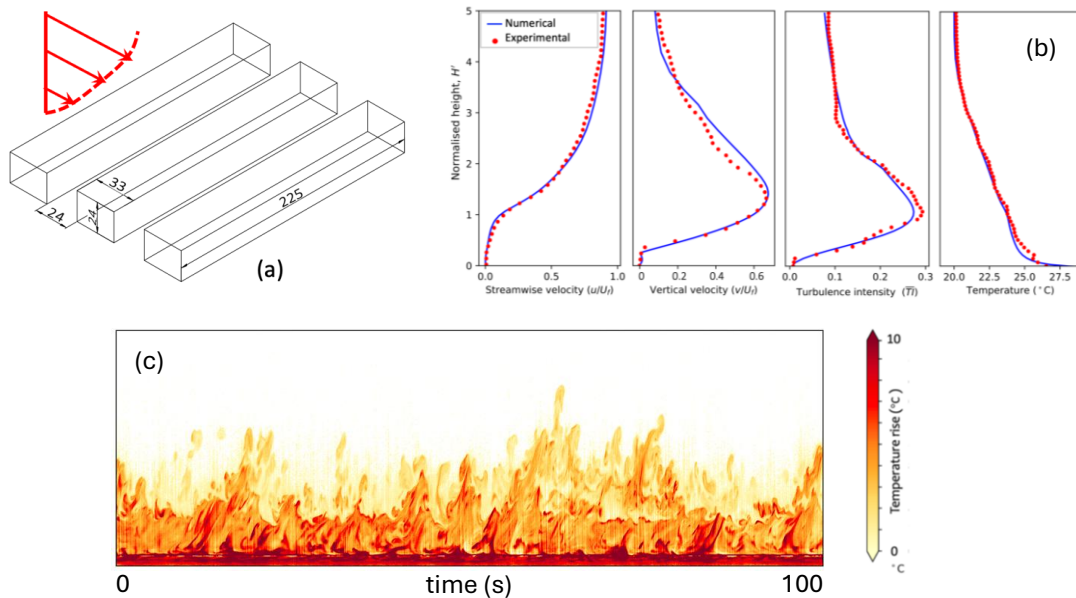 33
24
24
225
(a)
Numerical
Experimental
(b)
Normalised height, H'
5
4
3
2
1
0
0.0 0.5 1.0
0 0.2 0.4 0.6
0.0 0.1 0.2 0.3
20.0 22.5 25.0 27.5
Streamwise velocity (u/Uf)
Vertical velocity (v/Uf)
Turbulence intensity (TI)
Temperature (°C)
(c)
10
Temperature rise (°C)
0
°C
0
time (s)
100